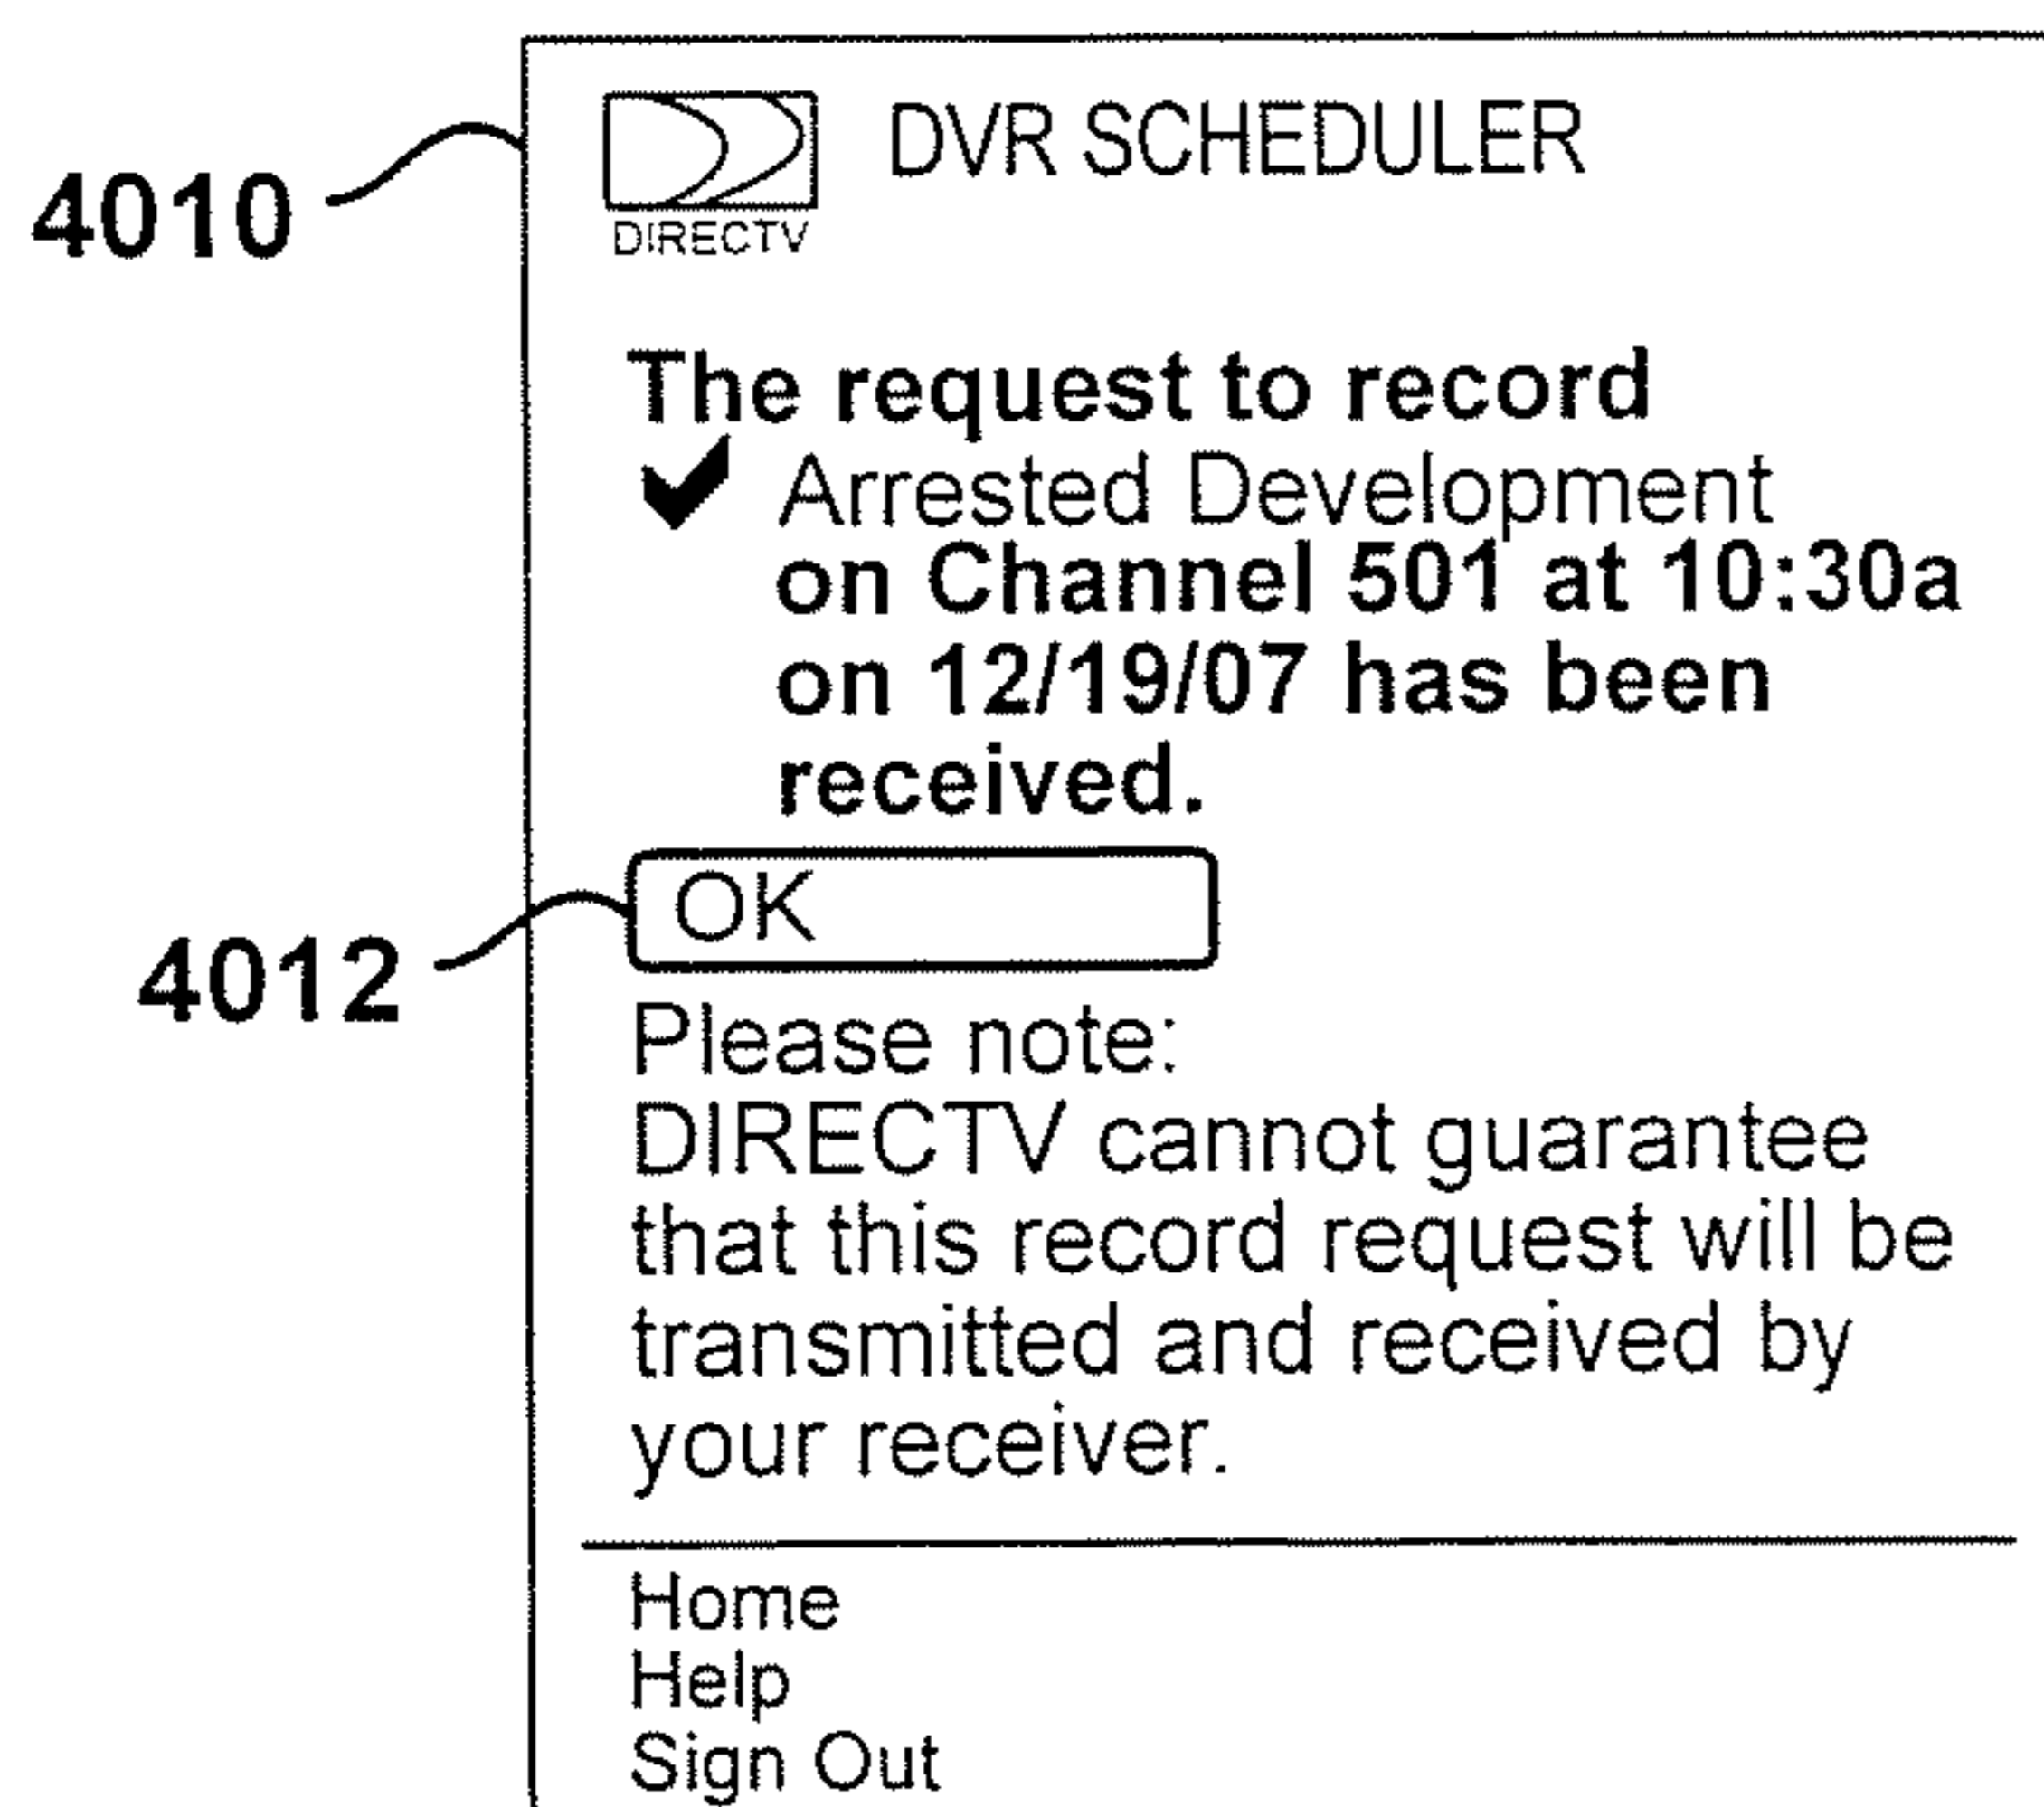 4010
DVR SCHEDULER
DIRECTV
The request to record
Arrested Development
on Channel 501 at 10:30a
on 12/19/07 has been
received.
4012
OK
Please note:
DIRECTV cannot guarantee
that this record request will be
transmitted and received by
your receiver.
Home
Help
Sign Out